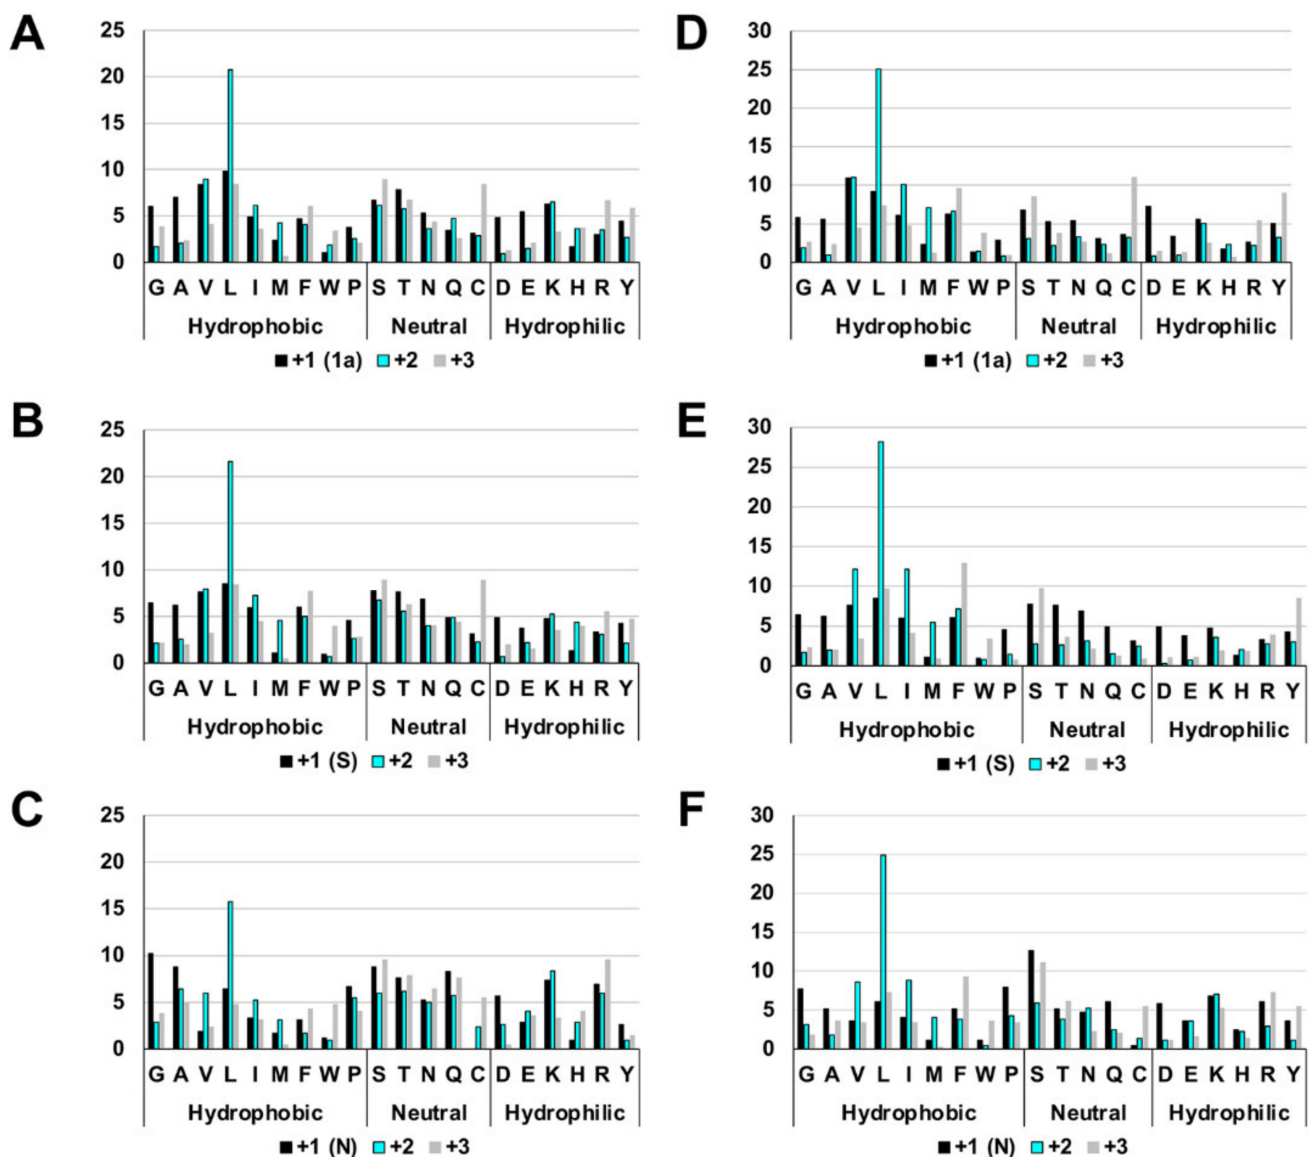 A
25
20
15
10
5
0
G A V L I M F W P S T N Q C D E K H R Y
Hydrophobic Neutral Hydrophilic
+1 (1a) +2 +3
D
30
25
20
15
10
5
0
G A V L I M F W P S T N Q C D E K H R Y
Hydrophobic Neutral Hydrophilic
+1 (1a) +2 +3
B
25
20
15
10
5
0
G A V L I M F W P S T N Q C D E K H R Y
Hydrophobic Neutral Hydrophilic
+1 (S) +2 +3
E
30
25
20
15
10
5
0
G A V L I M F W P S T N Q C D E K H R Y
Hydrophobic Neutral Hydrophilic
+1 (S) +2 +3
C
25
20
15
10
5
0
G A V L I M F W P S T N Q C D E K H R Y
Hydrophobic Neutral Hydrophilic
+1 (N) +2 +3
F
30
25
20
15
10
5
0
G A V L I M F W P S T N Q C D E K H R Y
Hydrophobic Neutral Hydrophilic
+1 (N) +2 +3